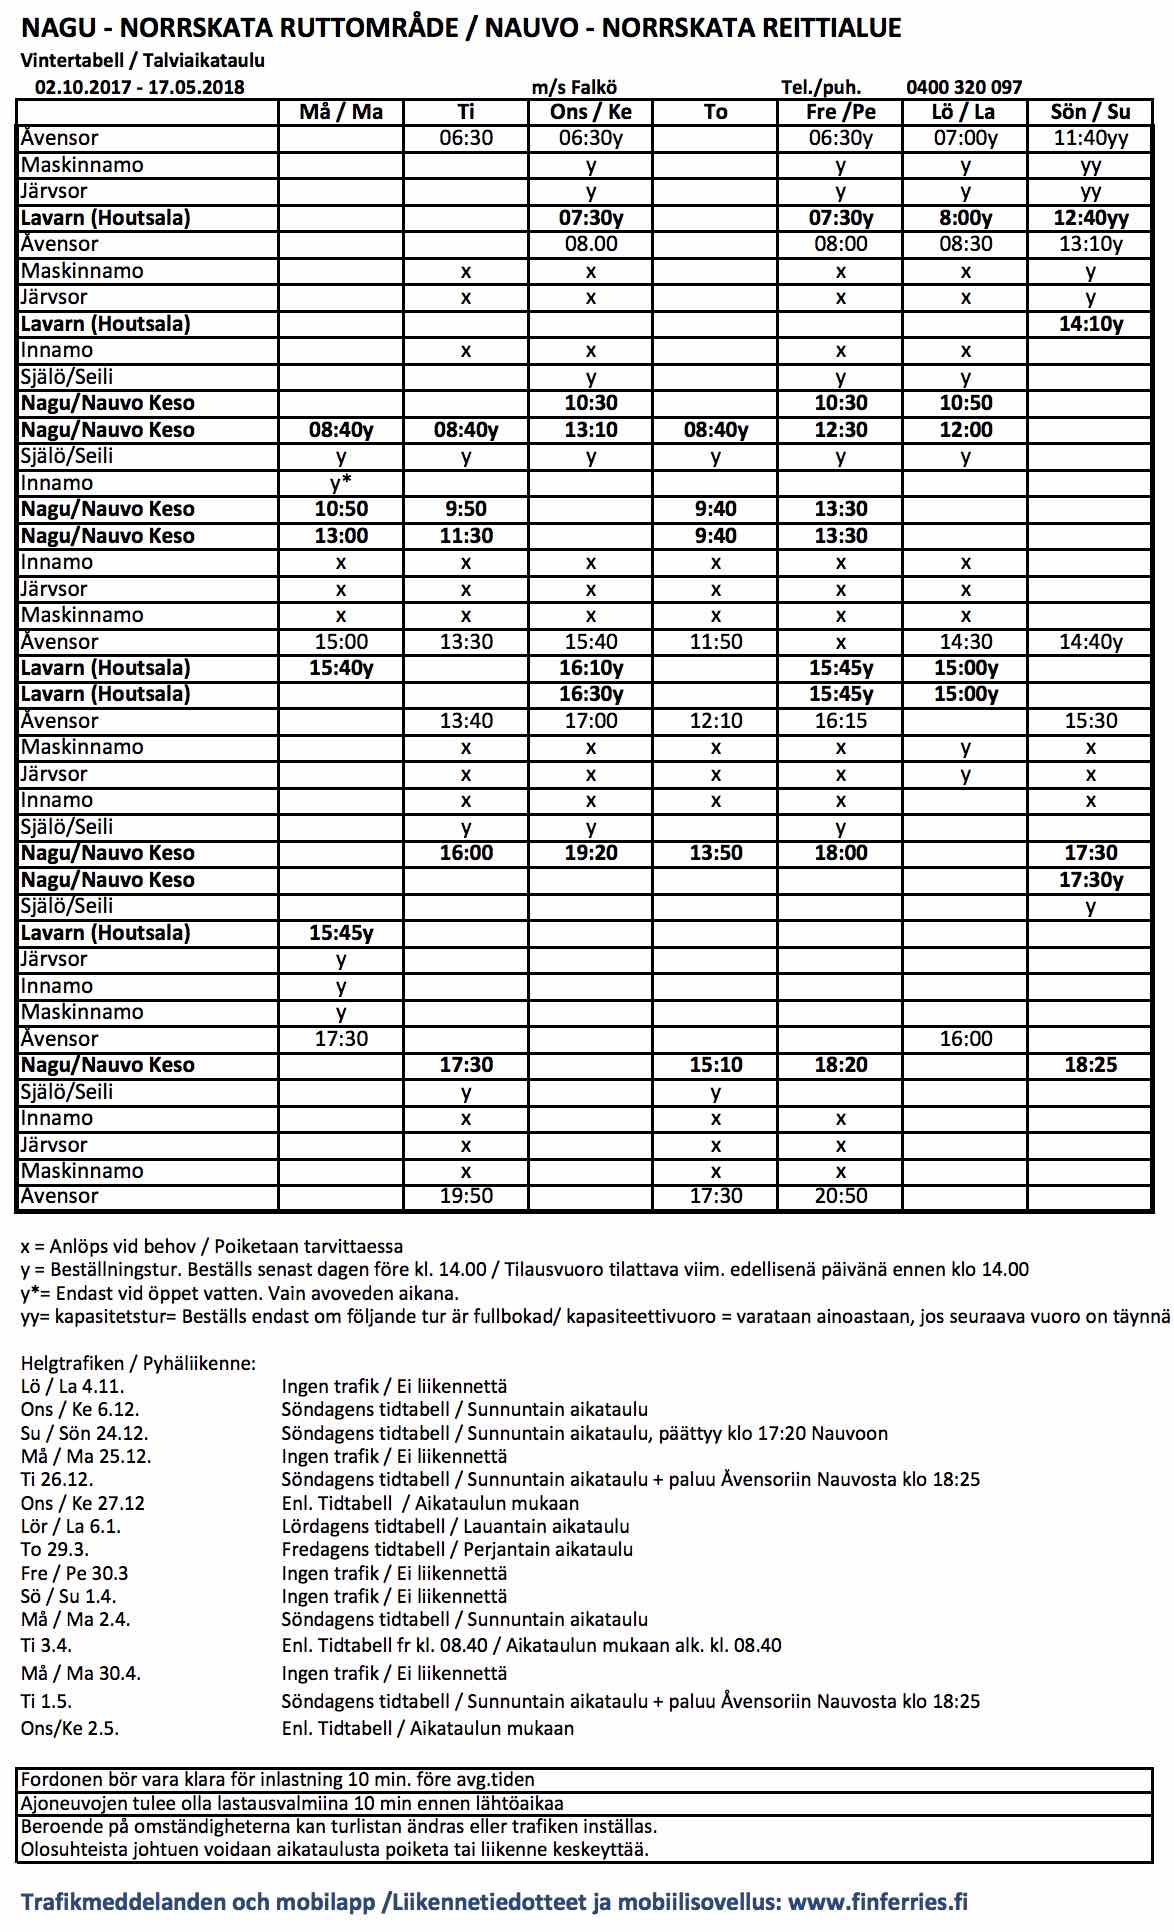 NAGU - NORRSKATA RUTTOMRÅDE / NAUVO - NORRSKATA REITTIALUE
Vintertabell / Talviaikataulu
02.10.2017 - 17.05.2018 m/s Falkö Tel./puh. 0400 320 097
Må / Ma Ti Ons / Ke To Fre /Pe Lö / La Sön / Su
Åvensor 06:30 06:30y 06:30y 07:00y 11:40yy
Maskinnamo y y y yy
Järvsor y y y yy
Lavarn (Houtsala) 07:30y 07:30y 8:00y 12:40yy
Åvensor 08.00 08:00 08:30 13:10y
Maskinnamo x x x x y
Järvsor x x x x y
Lavarn (Houtsala) 14:10y
Innamo x x x x
Själö/Seili y y y
Nagu/Nauvo Keso 10:30 10:30 10:50
Nagu/Nauvo Keso 08:40y 08:40y 13:10 08:40y 12:30 12:00
Själö/Seili y y y y y y
Innamo y*
Nagu/Nauvo Keso 10:50 9:50 9:40 13:30
Nagu/Nauvo Keso 13:00 11:30 9:40 13:30
Innamo x x x x x x
Järvsor x x x x x x
Maskinnamo x x x x x x
Åvensor 15:00 13:30 15:40 11:50 x 14:30 14:40y
Lavarn (Houtsala) 15:40y 16:10y 15:45y 15:00y
Lavarn (Houtsala) 16:30y 15:45y 15:00y
Åvensor 13:40 17:00 12:10 16:15 15:30
Maskinnamo x x x x y x
Järvsor x x x x y x
Innamo x x x x x
Själö/Seili y y y
Nagu/Nauvo Keso 16:00 19:20 13:50 18:00 17:30
Nagu/Nauvo Keso 17:30y
Själö/Seili y
Lavarn (Houtsala) 15:45y
Järvsor y
Innamo y
Maskinnamo y
Åvensor 17:30 16:00
Nagu/Nauvo Keso 17:30 15:10 18:20 18:25
Själö/Seili y y
Innamo x x x
Järvsor x x x
Maskinnamo x x x
Åvensor 19:50 17:30 20:50
x = Anlöps vid behov / Poiketaan tarvittaessa
y = Beställningstur. Beställs senast dagen före kl. 14.00 / Tilausvuoro tilattava viim. edellisenä päivänä ennen klo 14.00
y*= Endast vid öppet vatten. Vain avoveden aikana.
yy= kapasitetstur= Beställs endast om följande tur är fullbokad/ kapasiteettivuoro = varataan ainoastaan, jos seuraava vuoro on täynnä
Helgtrafiken / Pyhäliikenne:
Lö / La 4.11. Ingen trafik / Ei liikennettä
Ons / Ke 6.12. Söndagens tidtabell / Sunnuntain aikataulu
Su / Sön 24.12. Söndagens tidtabell / Sunnuntain aikataulu, päättyy klo 17:20 Nauvoon
Må / Ma 25.12. Ingen trafik / Ei liikennettä
Ti 26.12. Söndagens tidtabell / Sunnuntain aikataulu + paluu Åvensoriin Nauvosta klo 18:25
Ons / Ke 27.12 Enl. Tidtabell / Aikataulun mukaan
Lör / La 6.1. Lördagens tidtabell / Lauantain aikataulu
To 29.3. Fredagens tidtabell / Perjantain aikataulu
Fre / Pe 30.3 Ingen trafik / Ei liikennettä
Sö / Su 1.4. Ingen trafik / Ei liikennettä
Må / Ma 2.4. Söndagens tidtabell / Sunnuntain aikataulu
Ti 3.4. Enl. Tidtabell fr kl. 08.40 / Aikataulun mukaan alk. kl. 08.40
Må / Ma 30.4. Ingen trafik / Ei liikennettä
Ti 1.5. Söndagens tidtabell / Sunnuntain aikataulu + paluu Åvensoriin Nauvosta klo 18:25
Ons/Ke 2.5. Enl. Tidtabell / Aikataulun mukaan
Fordonen bör vara klara för inlastning 10 min. före avg.tiden
Ajoneuvojen tulee olla lastausvalmiina 10 min ennen lähtöaikaa
Beroende på omständigheterna kan turlistan ändras eller trafiken inställas.
Olosuhteista johtuen voidaan aikataulusta poiketa tai liikenne keskeyttää.
Trafikmeddelanden och mobilapp /Liikennetiedotteet ja mobiilisovellus: www.finferries.fi